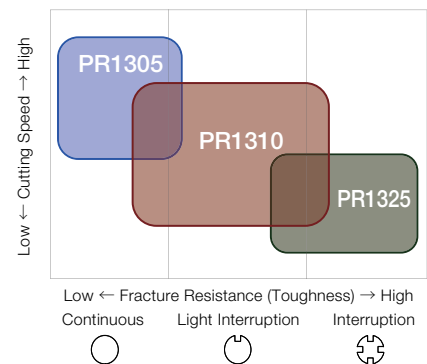 Low ← Cutting Speed → High
PR1305
PR1310
PR1325
Low ← Fracture Resistance (Toughness) → High
Continuous Light Interruption Interruption